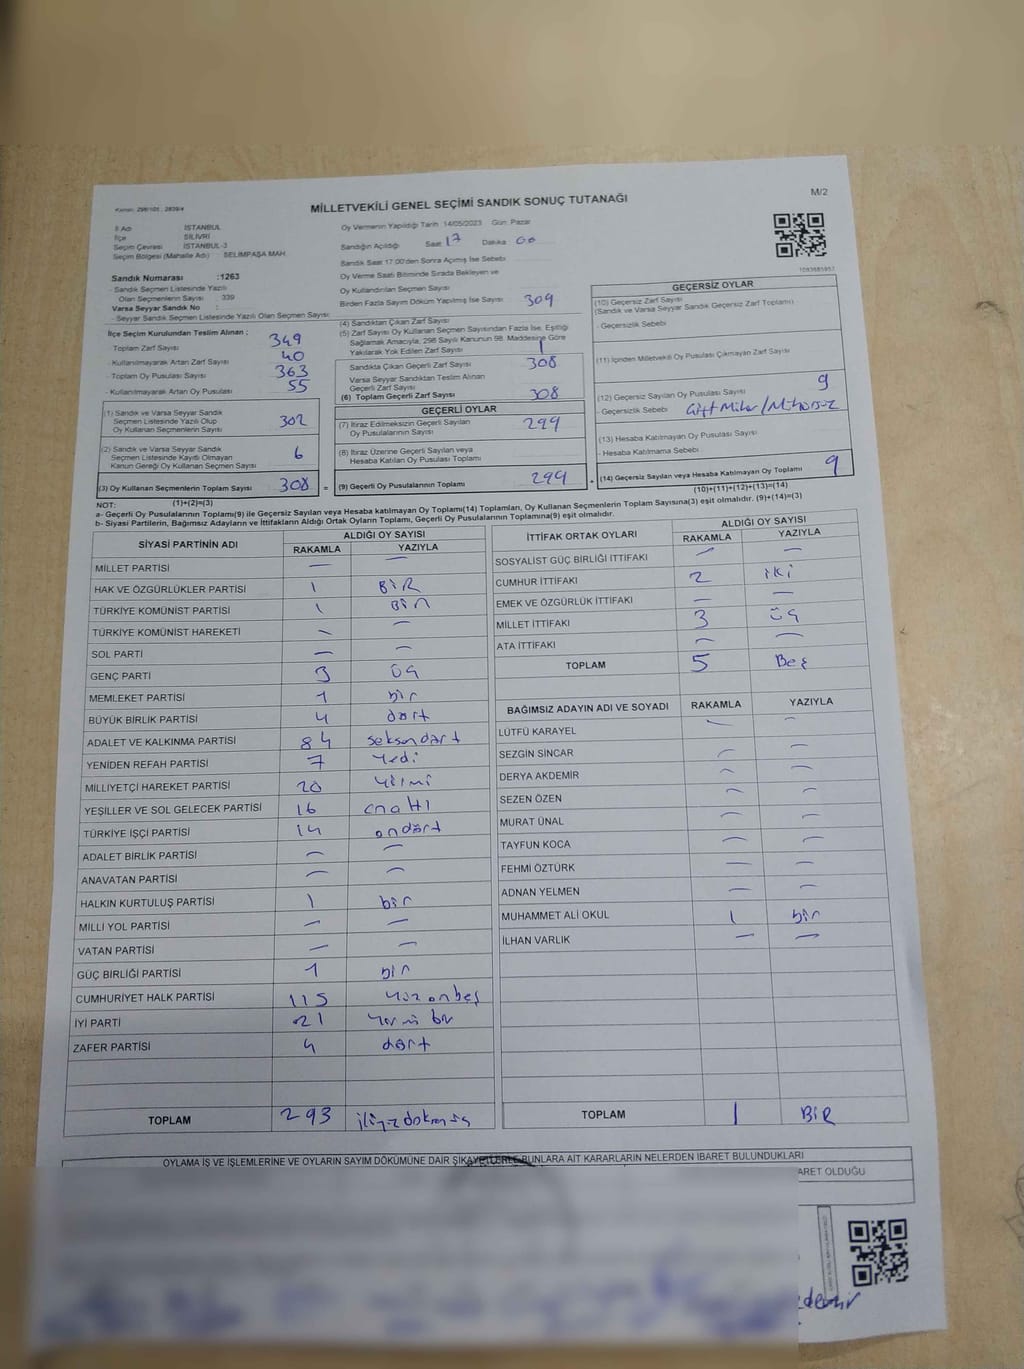 Kanun: 298/101, 2839/4
M/2
MİLLETVEKİLİ GENEL SEÇİMİ SANDIK SONUÇ TUTANAĞI
İl Adı : İSTANBUL
İlçe : SİLİVRİ
Seçim Çevresi : İSTANBUL-3
Seçim Bölgesi (Mahalle Adı) : SELİMPAŞA MAH.
Oy Vermenin Yapıldığı Tarih : 14/05/2023 Gün: Pazar
Sandığın Açıldığı Saat 17 Dakika 00
Sandık Saat 17:00'den Sonra Açımış İse Sebebi
Oy Verme Saati Bitiminde Sırada Bekleyen ve
Oy Kullandırılan Seçmen Sayısı
Birden Fazla Sayım Döküm Yapılmış İse Sayısı
309
1093685957
Sandık Numarası :1263
- Sandık Seçmen Listesinde Yazılı
Olan Seçmenlerin Sayısı : 339
Varsa Seyyar Sandık No :
- Seyyar Sandık Seçmen Listesinde Yazılı Olan Seçmen Sayısı:
İlçe Seçim Kurulundan Teslim Alınan ;
- Toplam Zarf Sayısı 349
- Kullanılmayarak Artan Zarf Sayısı 40
- Toplam Oy Pusulası Sayısı 363
- Kullanılmayarak Artan Oy Pusulası 55
(1) Sandık ve Varsa Seyyar Sandık
Seçmen Listesinde Yazılı Olup
Oy Kullanan Seçmenlerin Sayısı 302
(2) Sandık ve Varsa Seyyar Sandık
Seçmen Listesinde Kayıtlı Olmayan
Kanun Gereği Oy Kullanan Seçmen Sayısı 6
(3) Oy Kullanan Seçmenlerin Toplam Sayısı 308 =
(1)+(2)=(3)
(4) Sandıktan Çıkan Zarf Sayısı
(5) Zarf Sayısı Oy Kullanan Seçmen Sayısından Fazla İse, Eşitliği
Sağlamak Amacıyla, 298 Sayılı Kanunun 98. Maddesine Göre
Yakılarak Yok Edilen Zarf Sayısı 1
Sandıkta Çıkan Geçerli Zarf Sayısı 308
Varsa Seyyar Sandıktan Teslim Alınan
Geçerli Zarf Sayısı
(6) Toplam Geçerli Zarf Sayısı 308
GEÇERLİ OYLAR
(7) İtiraz Edilmeksizin Geçerli Sayılan
Oy Pusulalarının Sayısı 299
(8) İtiraz Üzerine Geçerli Sayılan veya
Hesaba Katılan Oy Pusulası Toplamı
(9) Geçerli Oy Pusulalarının Toplamı 299 +
GEÇERSİZ OYLAR
(10) Geçersiz Zarf Sayısı
(Sandık ve Varsa Seyyar Sandık Geçersiz Zarf Toplamı)
- Geçersizlik Sebebi
(11) İçinden Milletvekili Oy Pusulası Çıkmayan Zarf Sayısı
(12) Geçersiz Sayılan Oy Pusulası Sayısı 9
- Geçersizlik Sebebi Çift Mühür/Mühürsüz
(13) Hesaba Katılmayan Oy Pusulası Sayısı
- Hesaba Katılmama Sebebi
(14) Geçersiz Sayılan veya Hesaba Katılmayan Oy Toplamı 9
(10)+(11)+(12)+(13)=(14)
NOT:
a- Geçerli Oy Pusulalarının Toplamı(9) ile Geçersiz Sayılan veya Hesaba katılmayan Oy Toplamı(14) Toplamları, Oy Kullanan Seçmenlerin Toplam Sayısına(3) eşit olmalıdır. (9)+(14)=(3)
b- Siyasi Partilerin, Bağımsız Adayların ve İttifakların Aldığı Ortak Oyların Toplamı, Geçerli Oy Pusulalarının Toplamına(9) eşit olmalıdır.
SİYASİ PARTİNİN ADI ALDIĞI OY SAYISI
RAKAMLA YAZIYLA
MİLLET PARTİSİ — —
HAK VE ÖZGÜRLÜKLER PARTİSİ 1 BİR
TÜRKİYE KOMÜNİST PARTİSİ 1 Bir
TÜRKİYE KOMÜNİST HAREKETİ — —
SOL PARTİ — —
GENÇ PARTİ 3 üç
MEMLEKET PARTİSİ 1 bir
BÜYÜK BİRLİK PARTİSİ 4 dört
ADALET VE KALKINMA PARTİSİ 84 seksendört
YENİDEN REFAH PARTİSİ 7 Yedi
MİLLİYETÇİ HAREKET PARTİSİ 20 Yirmi
YEŞİLLER VE SOL GELECEK PARTİSİ 16 onaltı
TÜRKİYE İŞÇİ PARTİSİ 14 ondört
ADALET BİRLİK PARTİSİ — —
ANAVATAN PARTİSİ — —
HALKIN KURTULUŞ PARTİSİ 1 bir
MİLLİ YOL PARTİSİ — —
VATAN PARTİSİ — —
GÜÇ BİRLİĞİ PARTİSİ 1 bir
CUMHURİYET HALK PARTİSİ 115 Yüz onbeş
İYİ PARTİ 21 Yirmi bir
ZAFER PARTİSİ 4 dört
TOPLAM 293
İTTİFAK ORTAK OYLARI ALDIĞI OY SAYISI
RAKAMLA YAZIYLA
SOSYALİST GÜÇ BİRLİĞİ İTTİFAKI — —
CUMHUR İTTİFAKI 2 iki
EMEK VE ÖZGÜRLÜK İTTİFAKI — —
MİLLET İTTİFAKI 3 üç
ATA İTTİFAKI — —
TOPLAM 5 Beş
BAĞIMSIZ ADAYIN ADI VE SOYADI RAKAMLA YAZIYLA
LÜTFÜ KARAYEL — —
SEZGİN SİNCAR — —
DERYA AKDEMİR — —
SEZEN ÖZEN — —
MURAT ÜNAL — —
TAYFUN KOCA — —
FEHMİ ÖZTÜRK — —
ADNAN YELMEN — —
MUHAMMET ALİ OKUL 1 bir
İLHAN VARLIK — —
TOPLAM 1 BİR
OYLAMA İŞ VE İŞLEMLERİNE VE OYLARIN SAYIM DÖKÜMÜNE DAİR ŞİKAYETLERLE BUNLARA AİT KARARLARIN NELERDEN İBARET BULUNDUKLARI
ARET OLDUĞU
zdemir